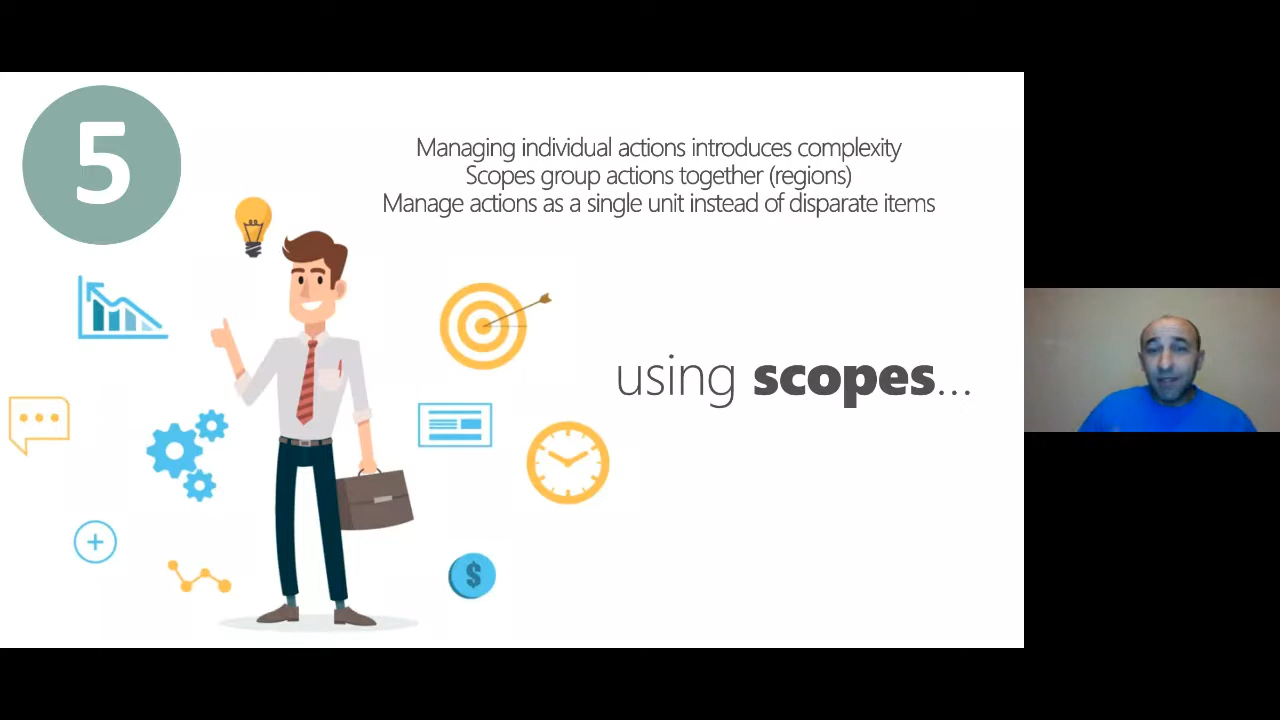 5
Managing individual actions introduces complexity
Scopes group actions together (regions)
Manage actions as a single unit instead of disparate items
using scopes...
$